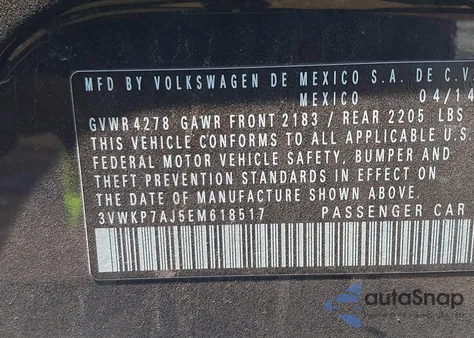 MFD BY VOLKSWAGEN DE MEXICO S.A. DE C.V.
MEXICO 04/14
GVWR 4278 GAWR FRONT 2183 / REAR 2205 LBS
THIS VEHICLE CONFORMS TO ALL APPLICABLE U.S.
FEDERAL MOTOR VEHICLE SAFETY, BUMPER AND
THEFT PREVENTION STANDARDS IN EFFECT ON
THE DATE OF MANUFACTURE SHOWN ABOVE.
3VWKP7AJ5EM618517 PASSENGER CAR
autoSnap